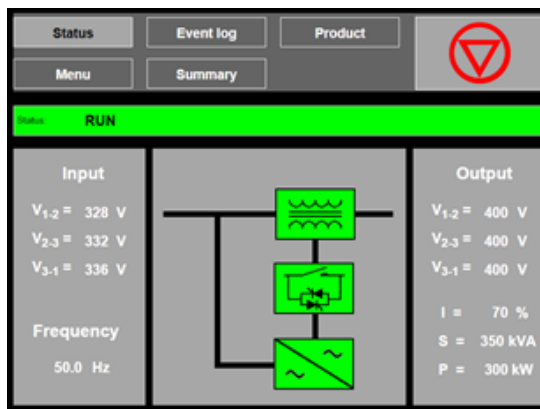 Status
Event log
Product
Menu
Summary
Status: RUN
Input
V1-2 = 328 V
V2-3 = 332 V
V3-1 = 336 V
Frequency
50.0 Hz
Output
V1-2 = 400 V
V2-3 = 400 V
V3-1 = 400 V
I = 70 %
S = 350 kVA
P = 300 kW